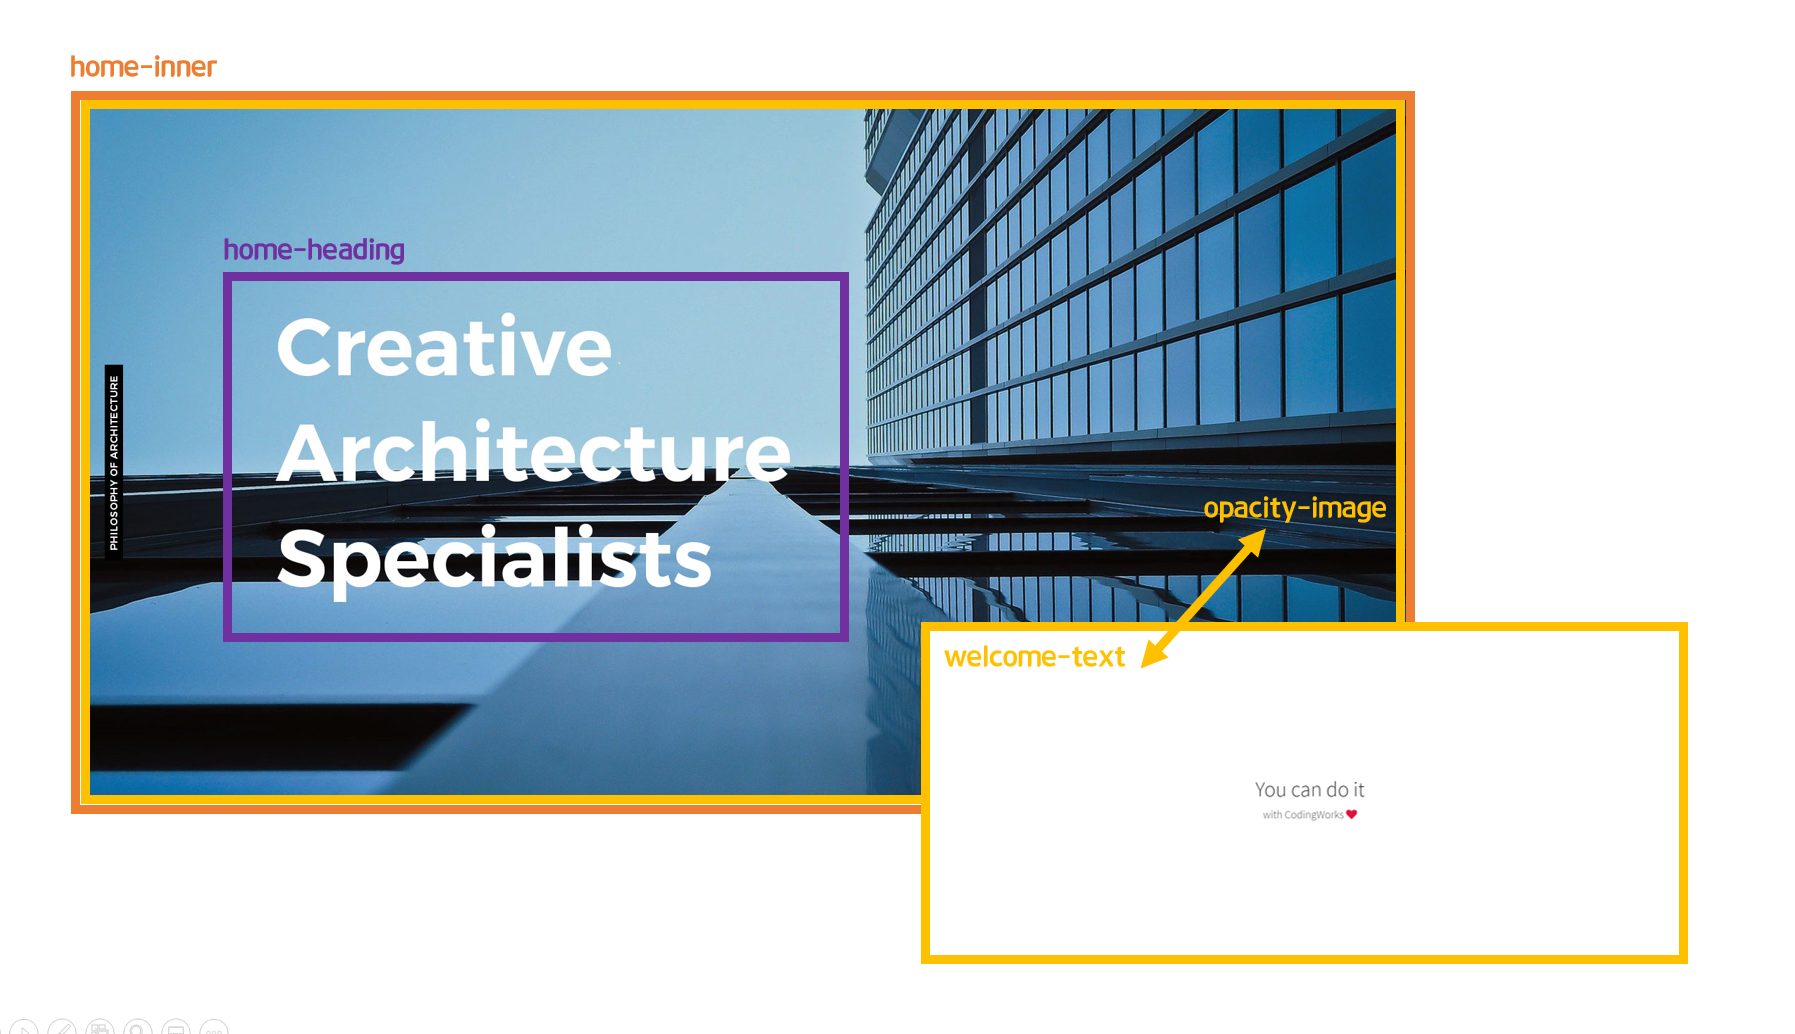 home-inner
home-heading
Creative
Architecture
Specialists
PHILOSOPHY OF ARCHITECTURE
opacity-image
welcome-text
You can do it
with CodingWorks ❤